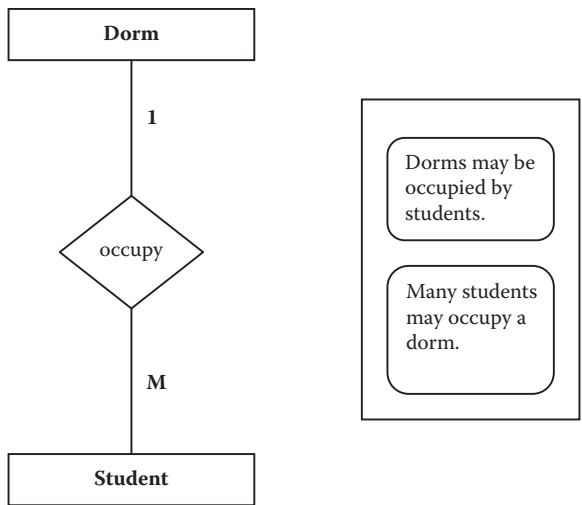 Dorm
1
occupy
M
Student
Dorms may be
occupied by
students.
Many students
may occupy a
dorm.